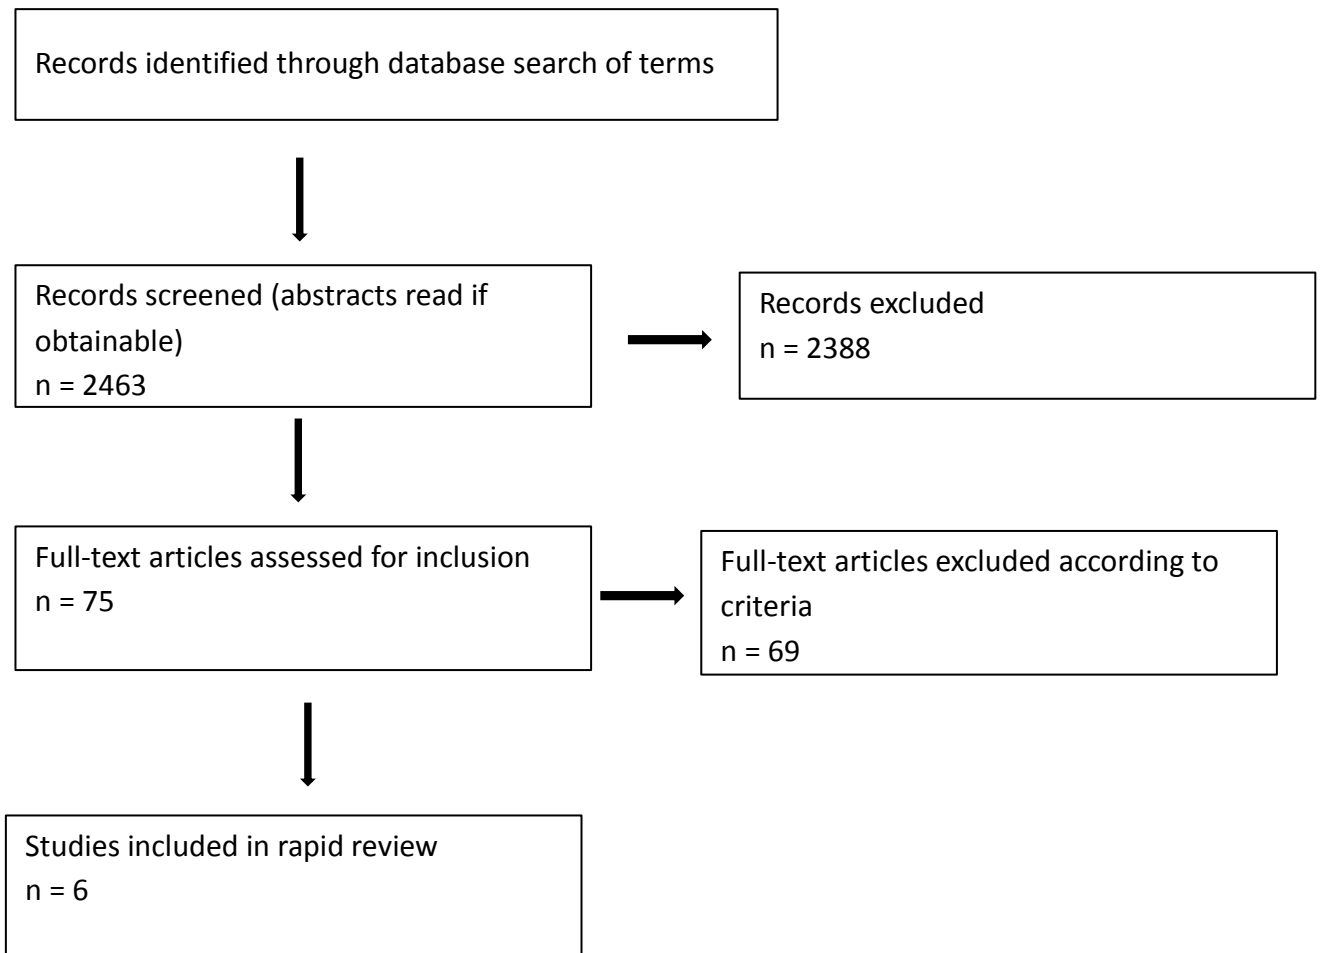 Records identified through database search of terms
Records screened (abstracts read if
obtainable)
n = 2463
Records excluded
n = 2388
Full-text articles assessed for inclusion
n = 75
Full-text articles excluded according to
criteria
n = 69
Studies included in rapid review
n = 6